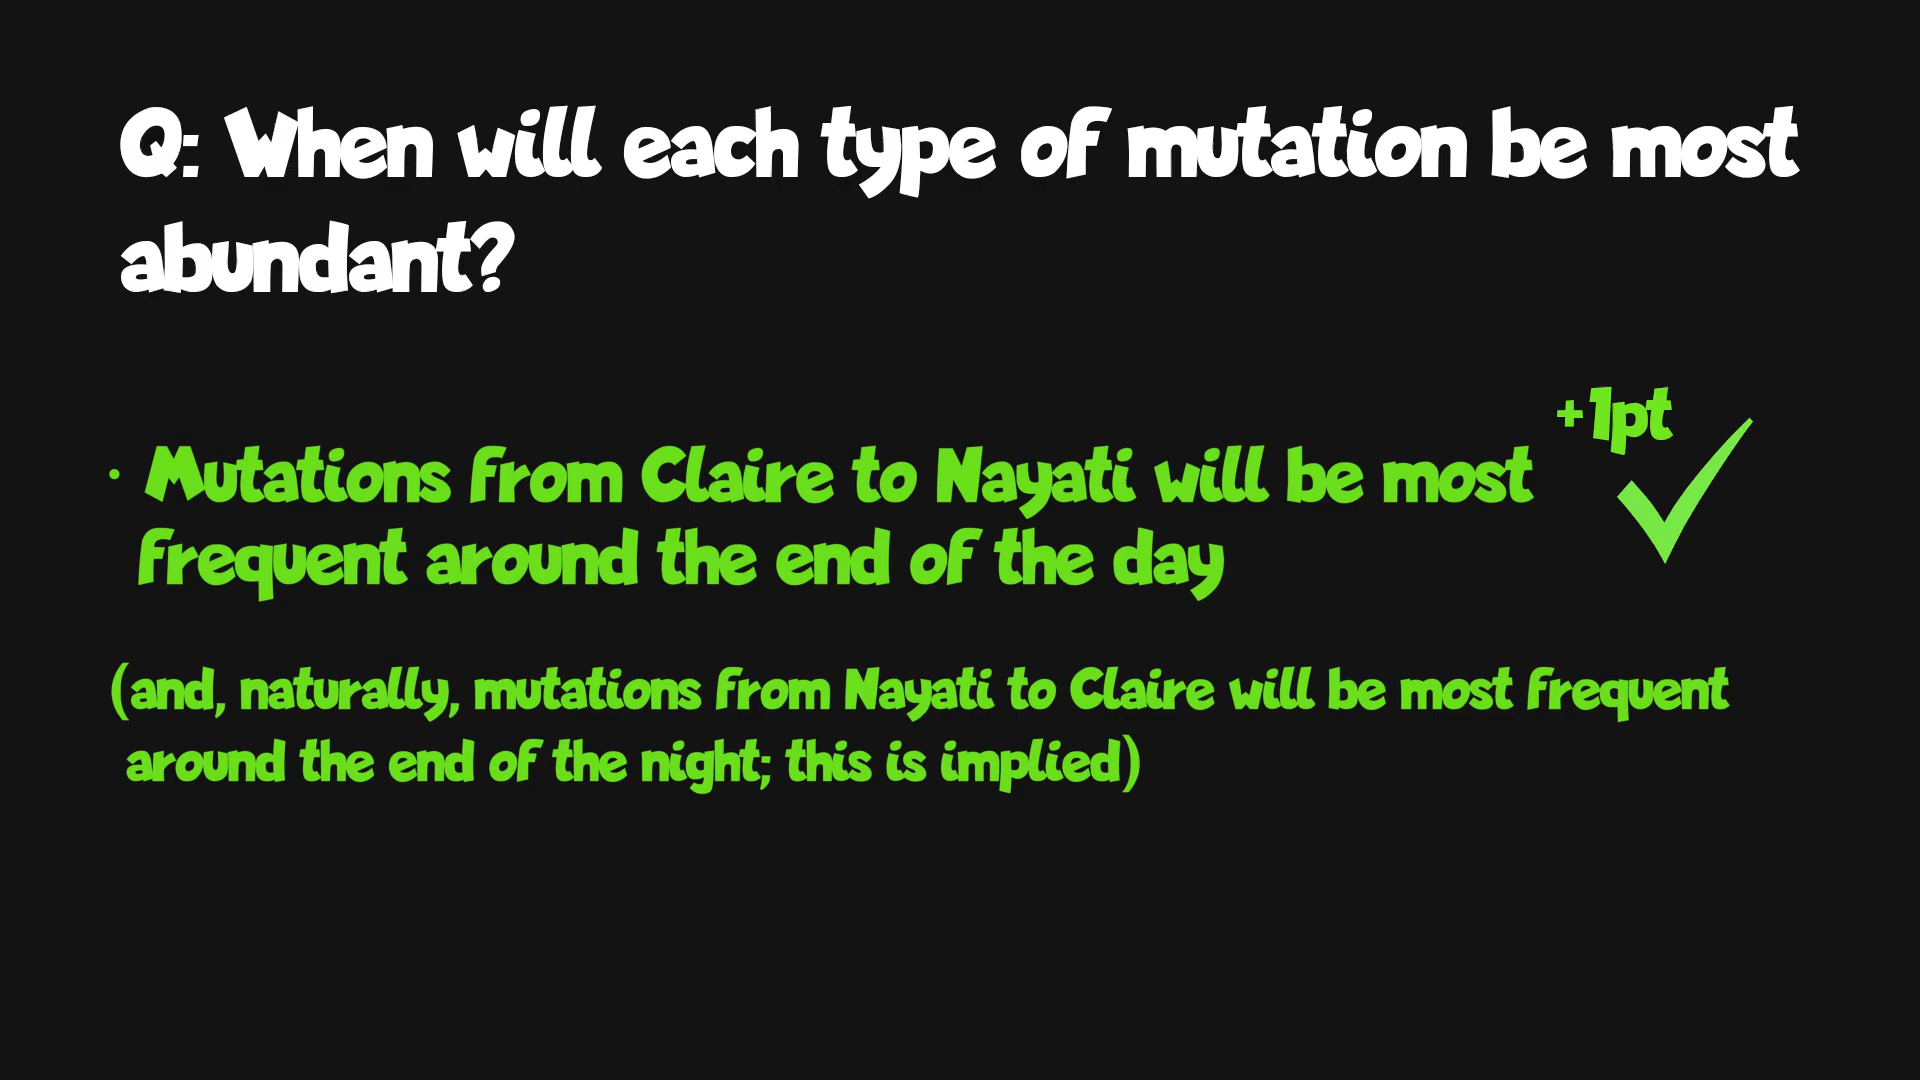 Q: When will each type of mutation be most
abundant?
+1pt
· Mutations from Claire to Nayati will be most
frequent around the end of the day
(and, naturally, mutations from Nayati to Claire will be most frequent
around the end of the night; this is implied)